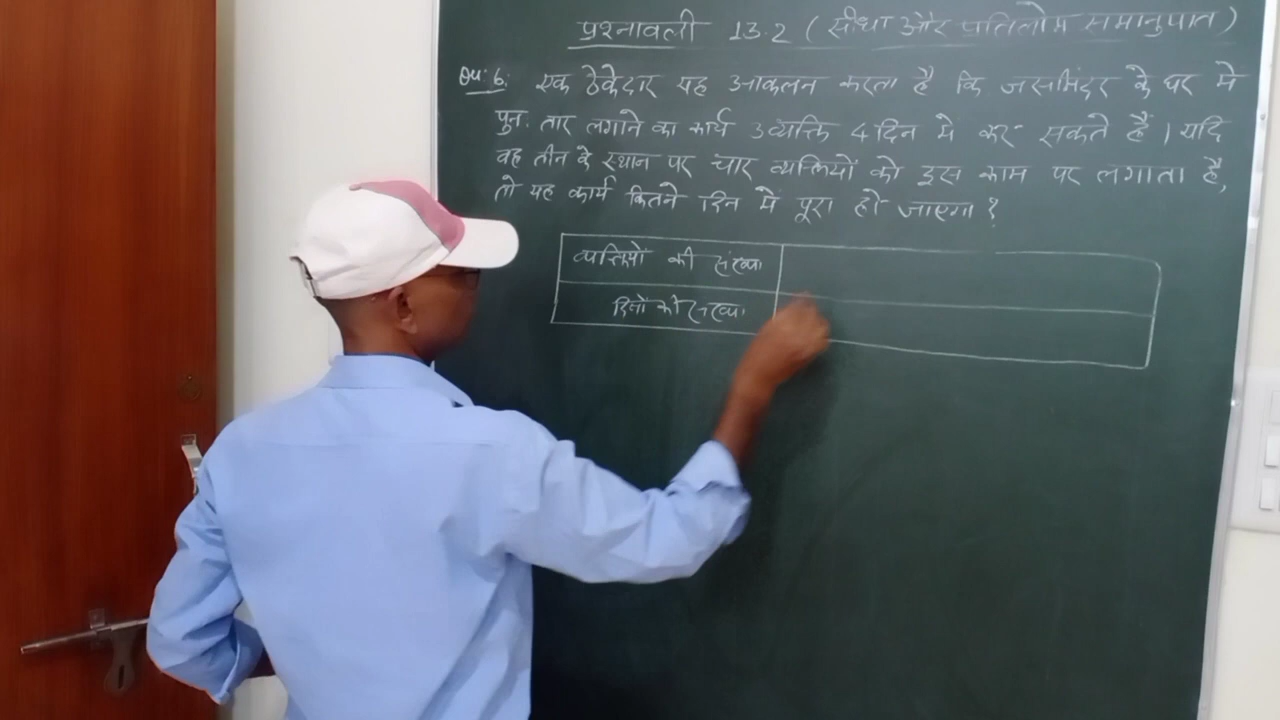 प्रश्नावली 13.2 ( सीधा और प्रतिलोम समानुपात )
Qu: 6: एक ठेकेदार यह आकलन करता है कि जसमिंदर के घर मे
पुन: तार लगाने का कार्य 3 व्यक्ति 4 दिन मे कर सकते हैं । यदि
वह तीन के स्थान पर चार व्यक्तियों को इस काम पर लगाता है,
तो यह कार्य कितने दिन में पूरा हो जाएगा ?
व्यक्तियों की संख्या
दिनों की संख्या